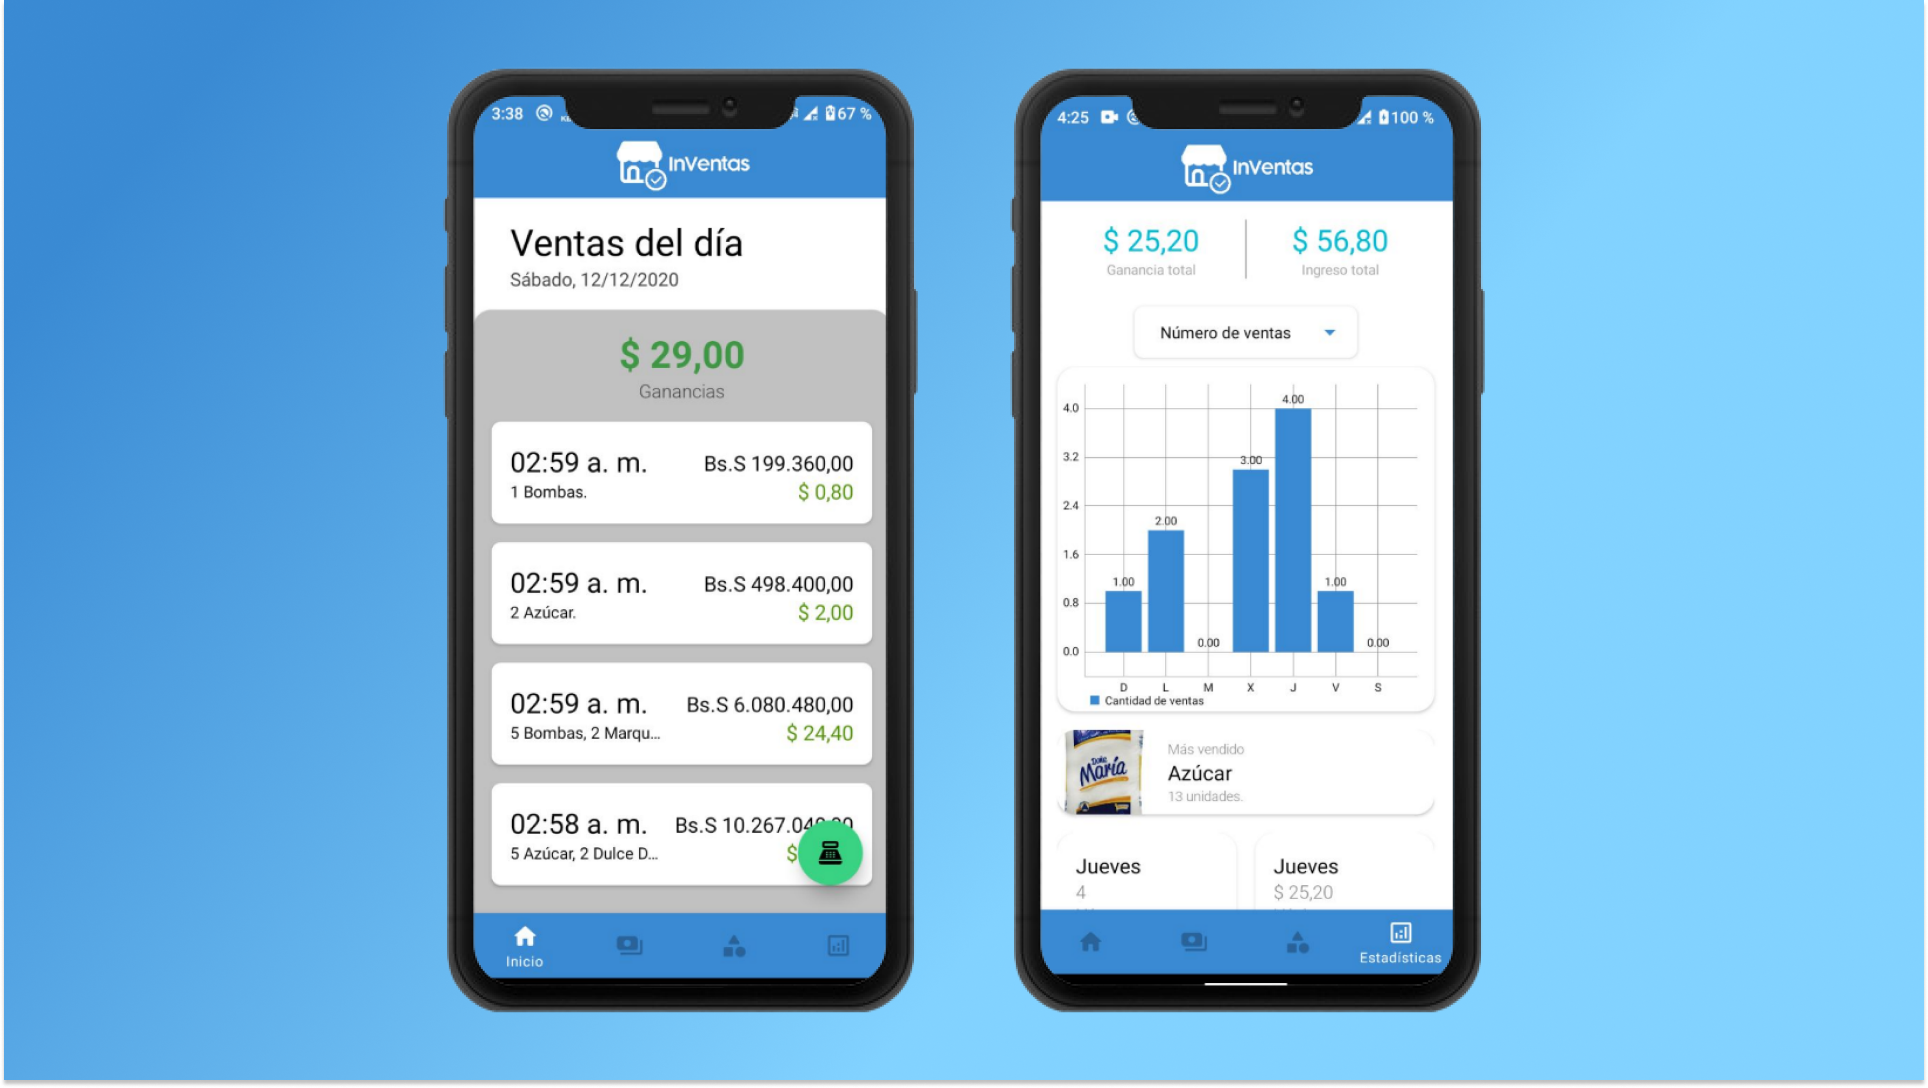 3:38
67 %
InVentas
Ventas del día
Sábado, 12/12/2020
$ 29,00
Ganancias
02:59 a. m.
Bs.S 199.360,00
1 Bombas.
$ 0,80
02:59 a. m.
Bs.S 498.400,00
2 Azúcar.
$ 2,00
02:59 a. m.
Bs.S 6.080.480,00
5 Bombas, 2 Marqu...
$ 24,40
02:58 a. m.
Bs.S 10.267.04
5 Azúcar, 2 Dulce D...
$
Inicio
4:25
100 %
InVentas
$ 25,20
Ganancia total
$ 56,80
Ingreso total
Número de ventas
4.0
3.2
2.4
1.6
0.8
0.0
1.00
2.00
0.00
3.00
4.00
1.00
0.00
D L M X J V S
Cantidad de ventas
Doña
María
Más vendido
Azúcar
13 unidades.
Jueves
4
Jueves
$ 25,20
Estadísticas